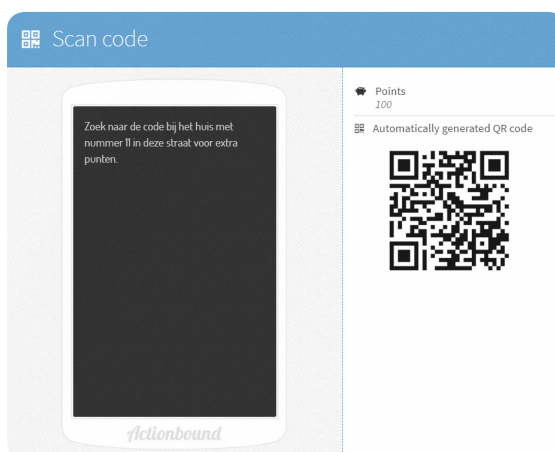 Scan code
Zoek naar de code bij het huis met
nummer 11 in deze straat voor extra
punten.
Actionbound
Points
100
Automatically generated QR code